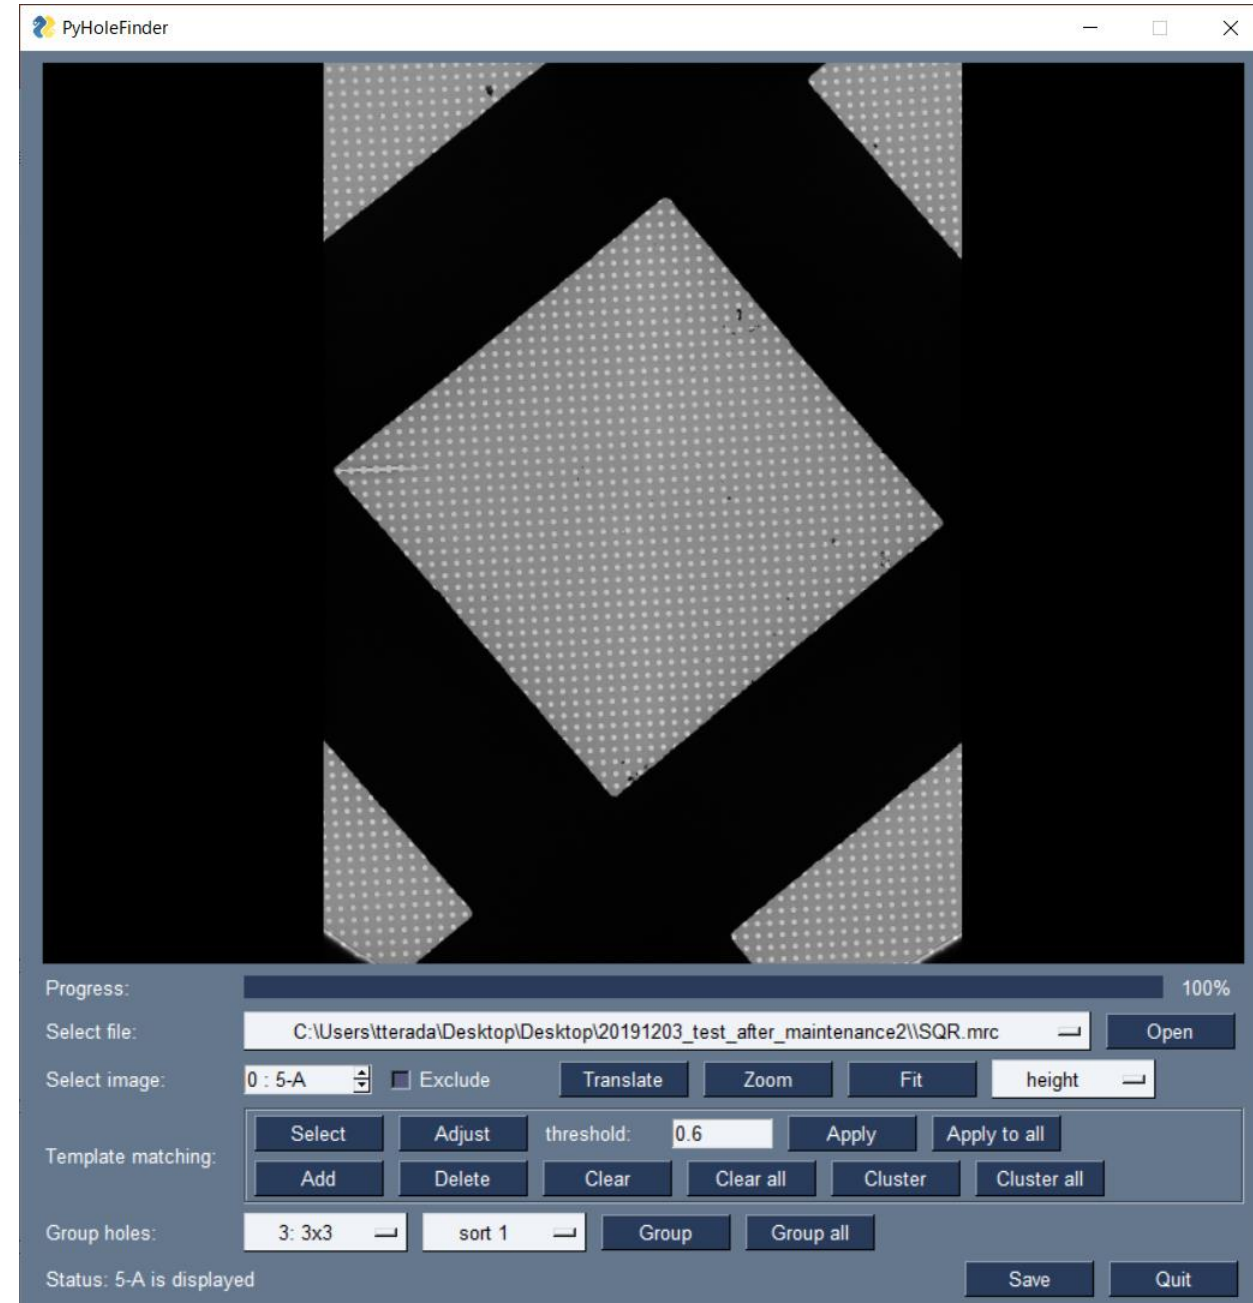 PyHoleFinder
Progress: 100%
Select file: C:\Users\tterada\Desktop\Desktop\20191203_test_after_maintenance2\\SQR.mrc Open
Select image: 0 : 5-A Exclude Translate Zoom Fit height
Template matching:
Select Adjust threshold: 0.6 Apply Apply to all
Add Delete Clear Clear all Cluster Cluster all
Group holes: 3: 3x3 sort 1 Group Group all
Status: 5-A is displayed Save Quit